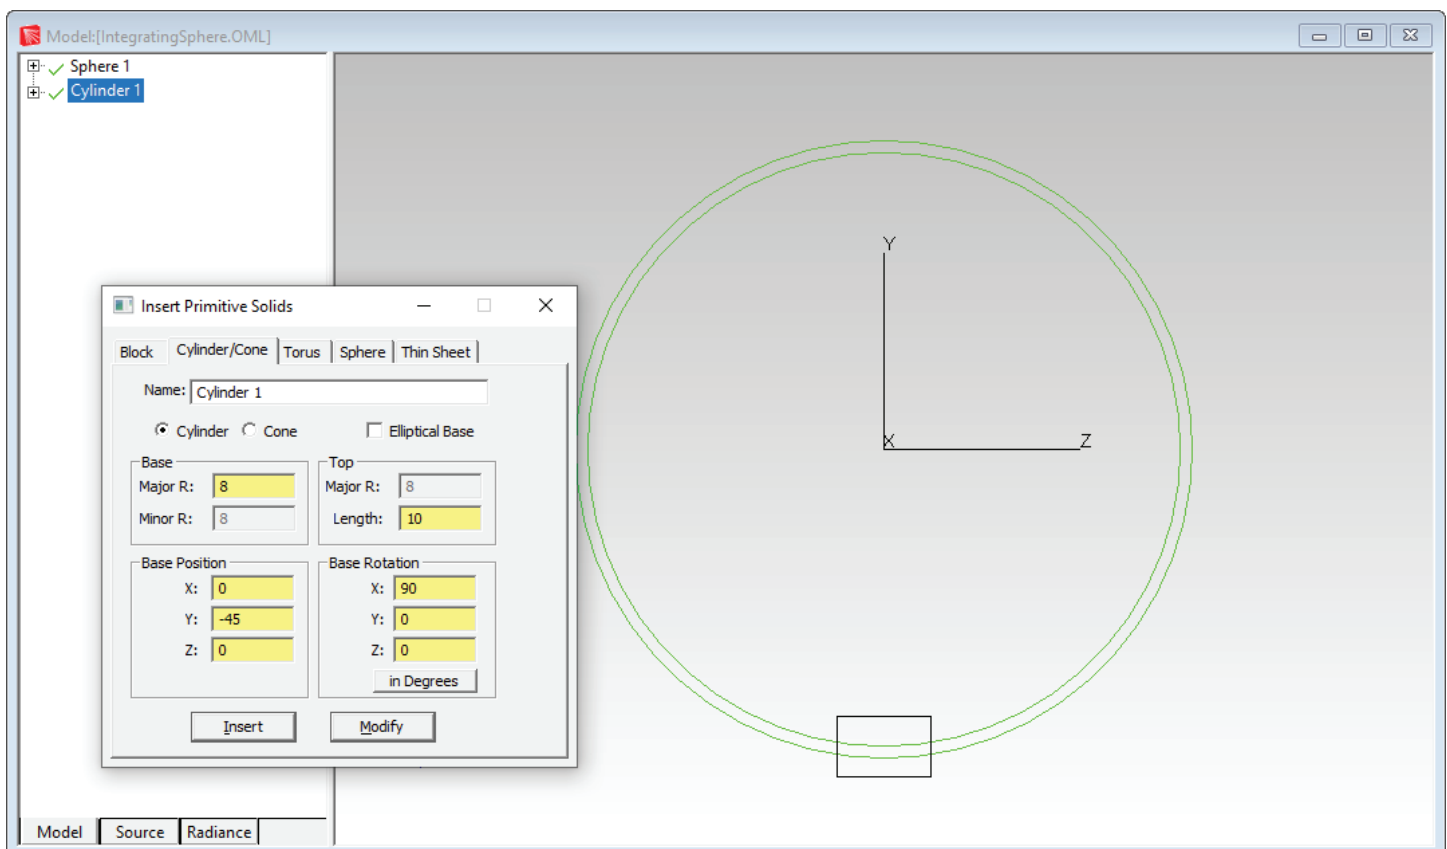 Model:[IntegratingSphere.OML]
Sphere 1
Cylinder 1
Y
X
Z
Insert Primitive Solids
Block Cylinder/Cone Torus Sphere Thin Sheet
Name: Cylinder 1
Cylinder Cone Elliptical Base
Base
Major R: 8
Minor R: 8
Top
Major R: 8
Length: 10
Base Position
X: 0
Y: -45
Z: 0
Base Rotation
X: 90
Y: 0
Z: 0
in Degrees
Insert Modify
Model Source Radiance